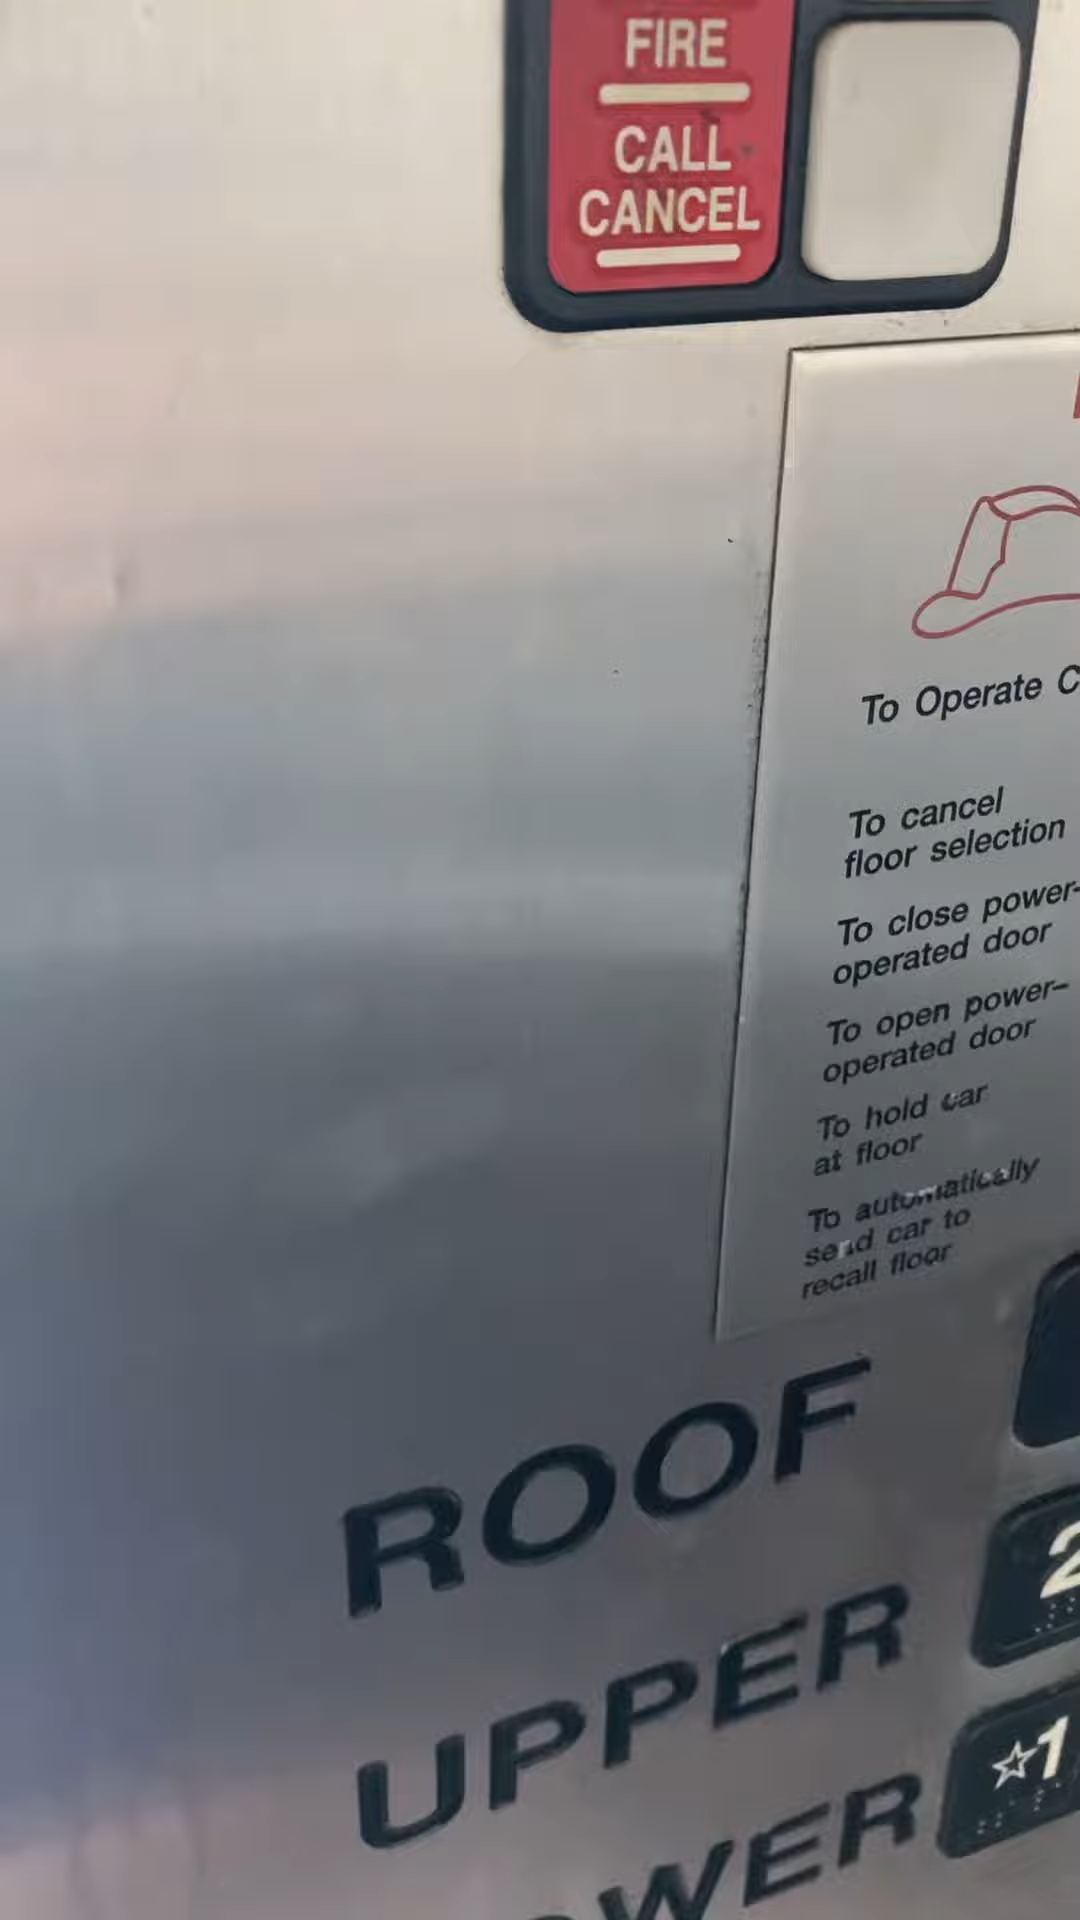 FIRE
CALL
CANCEL
To Operate
To cancel
floor selection
To close power-
operated door
To open power-
operated door
To hold car
at floor
To automatically
send car to
recall floor
ROOF
UPPER
2
☆1